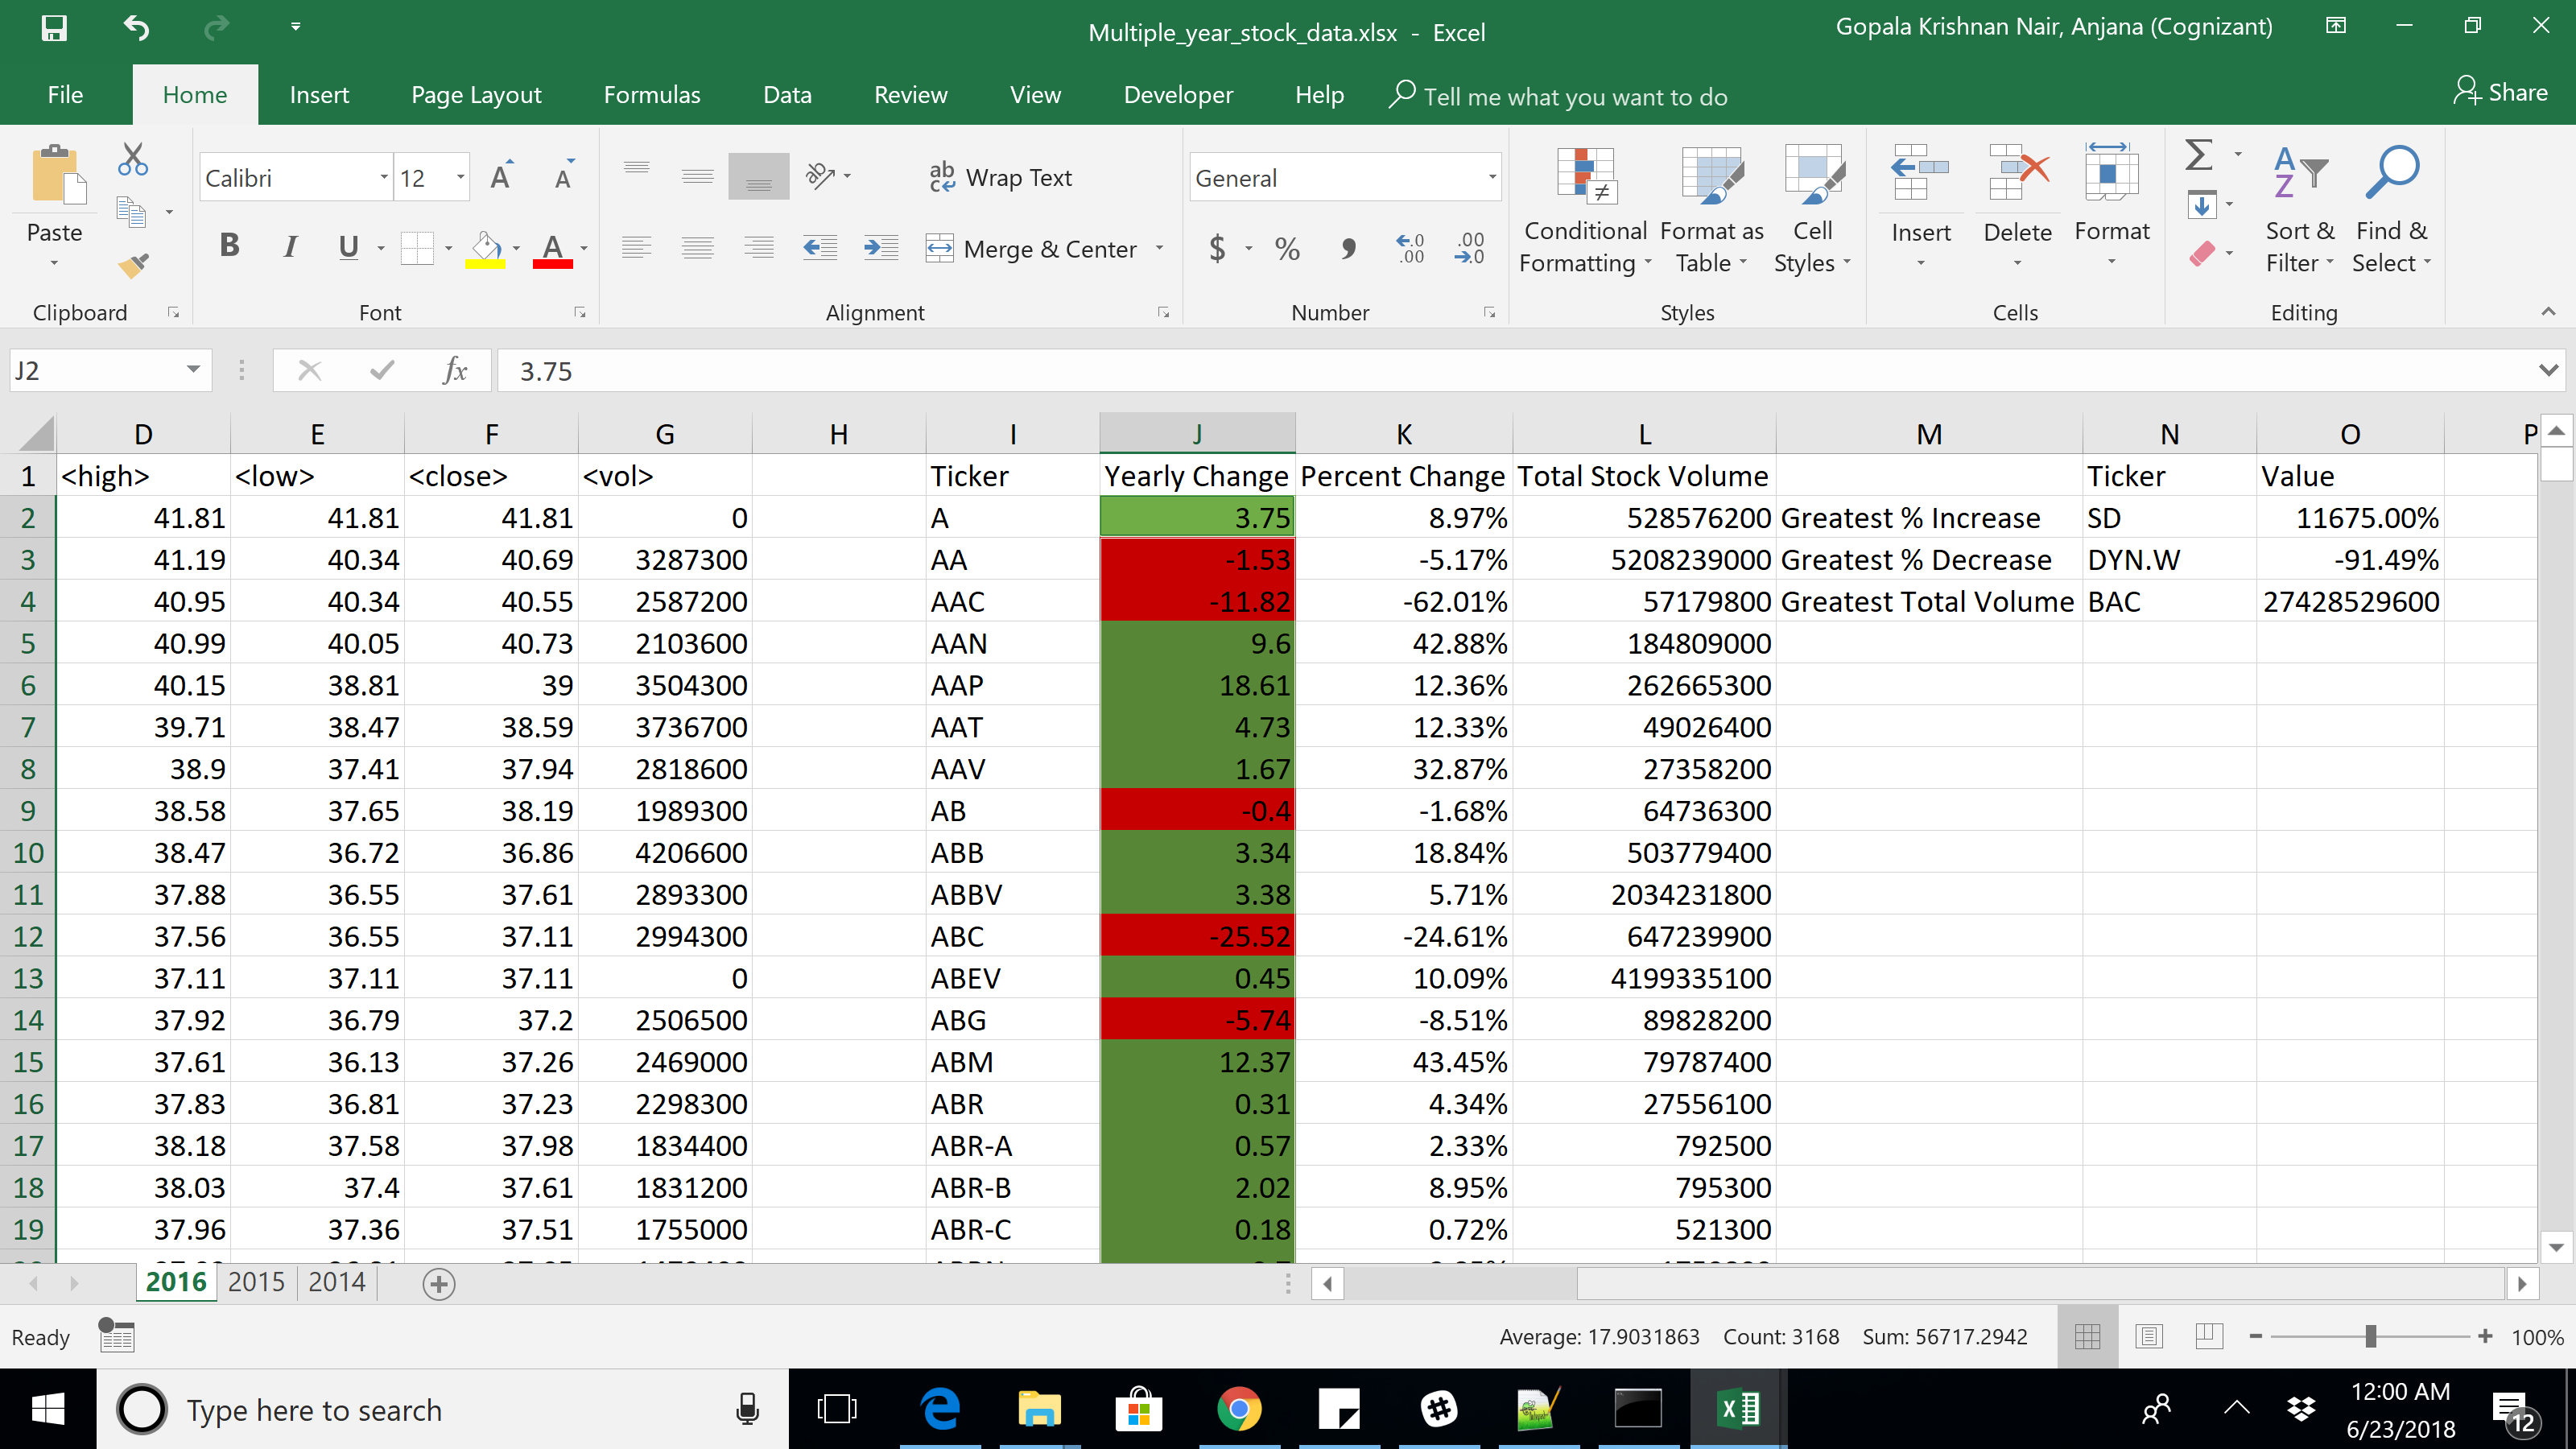 Multiple_year_stock_data.xlsx - Excel
Gopala Krishnan Nair, Anjana (Cognizant)
File Home Insert Page Layout Formulas Data Review View Developer Help Tell me what you want to do Share
Paste
Calibri 12 A A
B I U A
ab c Wrap Text
Merge & Center
General
$ % , .0 .00 .00 .0
Conditional Formatting
Format as Table
Cell Styles
Insert Delete Format
Σ
A Z Sort & Filter
Find & Select
Clipboard Font Alignment Number Styles Cells Editing
J2 fx 3.75
D E F G H I J K L M N O P
1 <high> <low> <close> <vol> Ticker Yearly Change Percent Change Total Stock Volume Ticker Value
2 41.81 41.81 41.81 0 A 3.75 8.97% 528576200 Greatest % Increase SD 11675.00%
3 41.19 40.34 40.69 3287300 AA -1.53 -5.17% 5208239000 Greatest % Decrease DYN.W -91.49%
4 40.95 40.34 40.55 2587200 AAC -11.82 -62.01% 57179800 Greatest Total Volume BAC 27428529600
5 40.99 40.05 40.73 2103600 AAN 9.6 42.88% 184809000
6 40.15 38.81 39 3504300 AAP 18.61 12.36% 262665300
7 39.71 38.47 38.59 3736700 AAT 4.73 12.33% 49026400
8 38.9 37.41 37.94 2818600 AAV 1.67 32.87% 27358200
9 38.58 37.65 38.19 1989300 AB -0.4 -1.68% 64736300
10 38.47 36.72 36.86 4206600 ABB 3.34 18.84% 503779400
11 37.88 36.55 37.61 2893300 ABBV 3.38 5.71% 2034231800
12 37.56 36.55 37.11 2994300 ABC -25.52 -24.61% 647239900
13 37.11 37.11 37.11 0 ABEV 0.45 10.09% 4199335100
14 37.92 36.79 37.2 2506500 ABG -5.74 -8.51% 89828200
15 37.61 36.13 37.26 2469000 ABM 12.37 43.45% 79787400
16 37.83 36.81 37.23 2298300 ABR 0.31 4.34% 27556100
17 38.18 37.58 37.98 1834400 ABR-A 0.57 2.33% 792500
18 38.03 37.4 37.61 1831200 ABR-B 2.02 8.95% 795300
19 37.96 37.36 37.51 1755000 ABR-C 0.18 0.72% 521300
2016 2015 2014
Ready Average: 17.9031863 Count: 3168 Sum: 56717.2942 100%
Type here to search
12:00 AM
6/23/2018
12